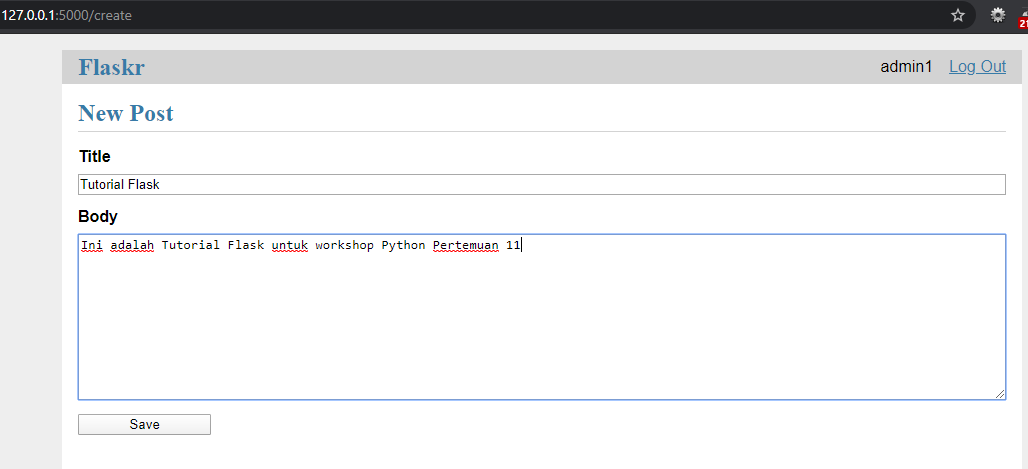 127.0.0.1:5000/create
21
Flaskr admin1 Log Out
New Post
Title
Tutorial Flask
Body
Ini adalah Tutorial Flask untuk workshop Python Pertemuan 11
Save